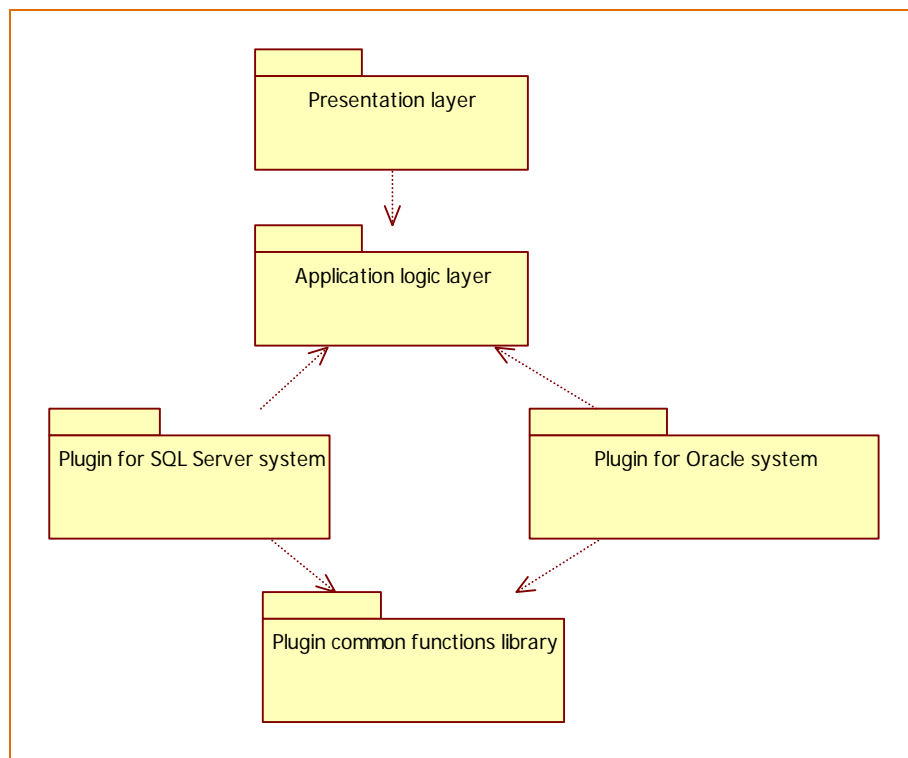 Presentation layer
Application logic layer
Plugin for SQL Server system
Plugin for Oracle system
Plugin common functions library